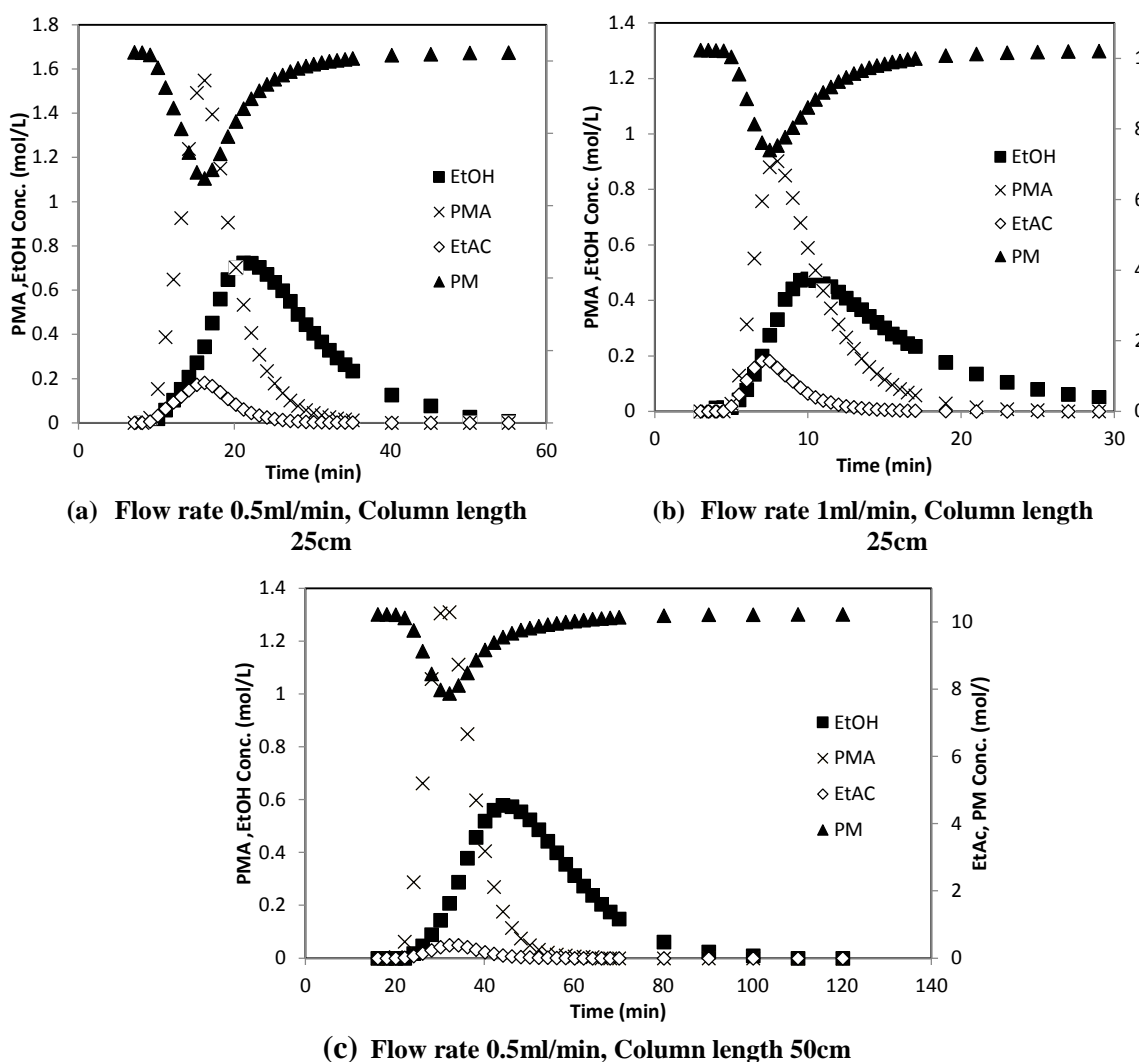 1.8
1.6
1.4
1.2
1
0.8
0.6
0.4
0.2
0
PMA ,EtOH Conc. (mol/L)
EtOH
PMA
EtAC
PM
0 20 40 60
Time (min)
(a) Flow rate 0.5ml/min, Column length
25cm
1.4
1.2
1
0.8
0.6
0.4
0.2
0
PMA ,EtOH Conc. (mol/L)
EtOH
PMA
EtAC
PM
8
6
4
2
0 10 20 30
Time (min)
(b) Flow rate 1ml/min, Column length
25cm
1.4
1.2
1
0.8
0.6
0.4
0.2
0
PMA ,EtOH Conc. (mol/L)
EtOH
PMA
EtAC
PM
10
8
6
4
2
0
EtAc, PM Conc. (mol/)
0 20 40 60 80 100 120 140
Time (min)
(c) Flow rate 0.5ml/min, Column length 50cm